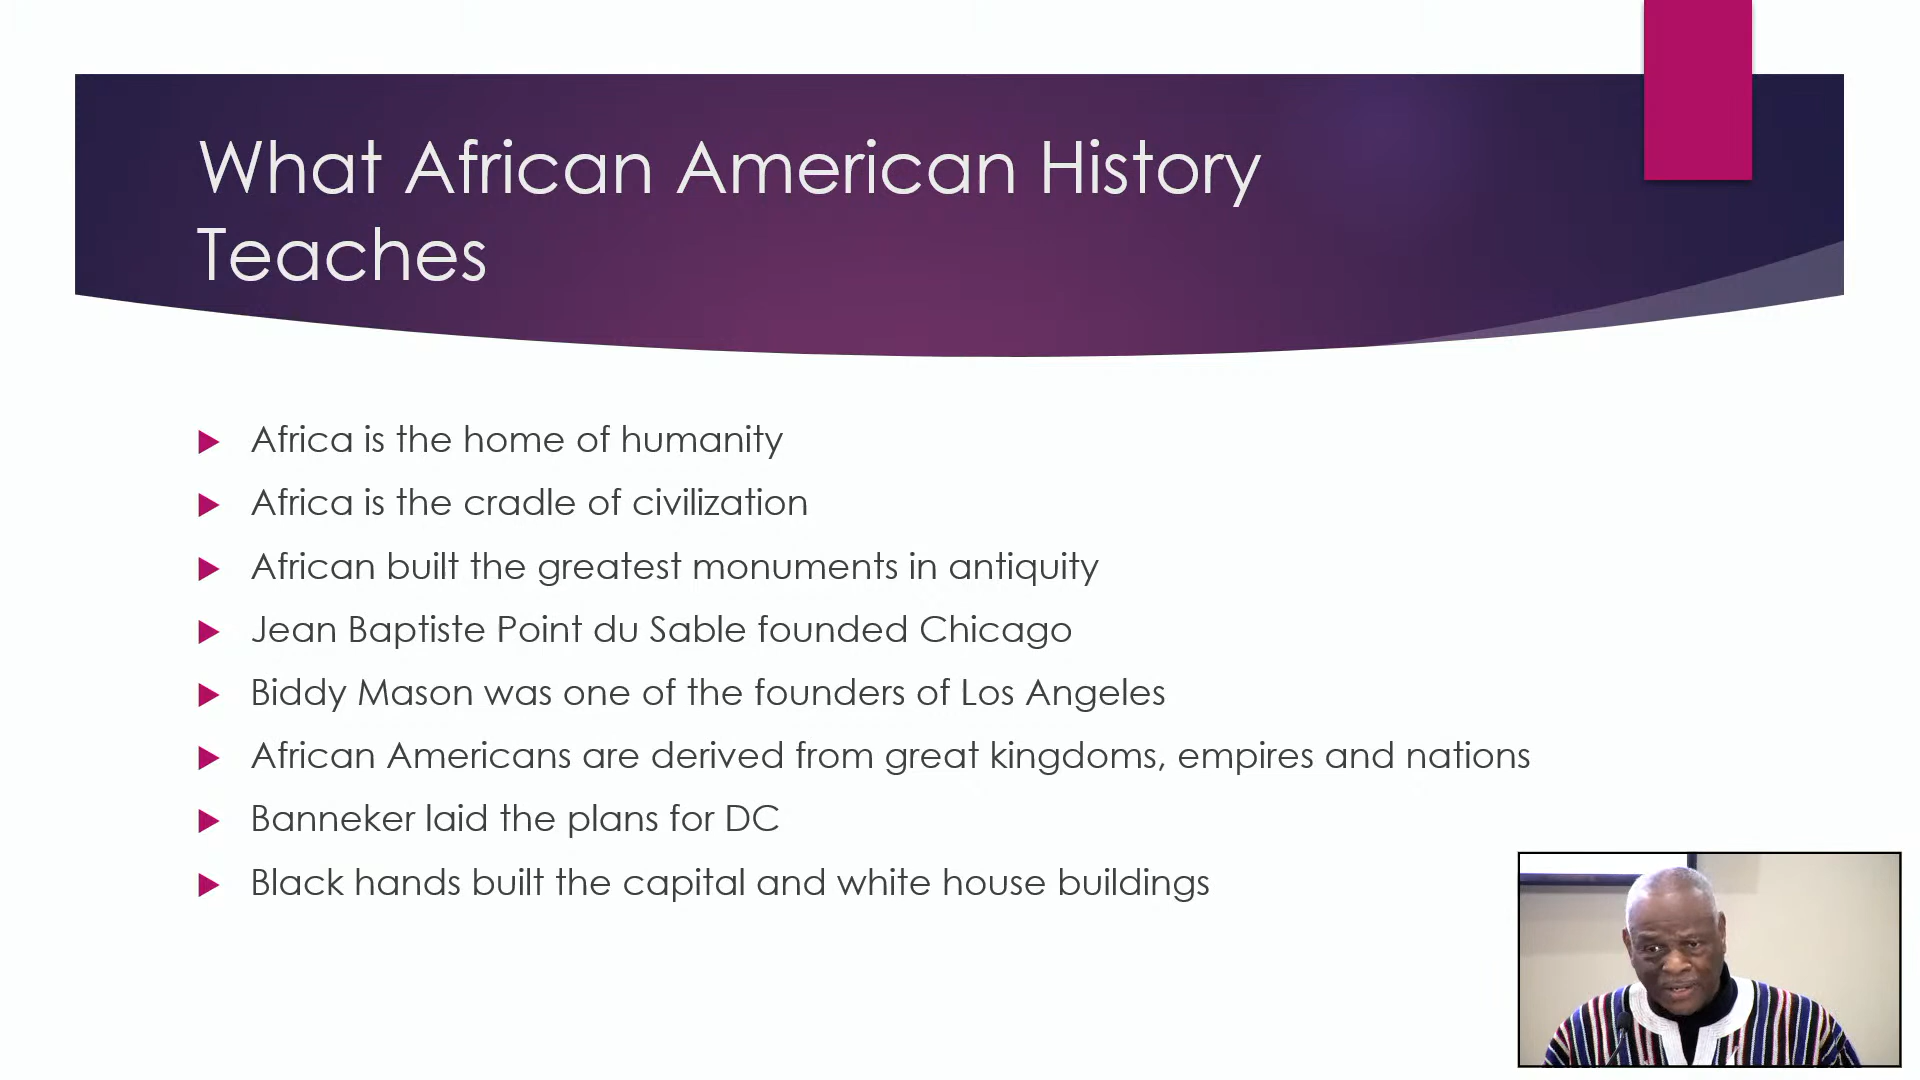 What African American History
Teaches
Africa is the home of humanity
Africa is the cradle of civilization
African built the greatest monuments in antiquity
Jean Baptiste Point du Sable founded Chicago
Biddy Mason was one of the founders of Los Angeles
African Americans are derived from great kingdoms, empires and nations
Banneker laid the plans for DC
Black hands built the capital and white house buildings